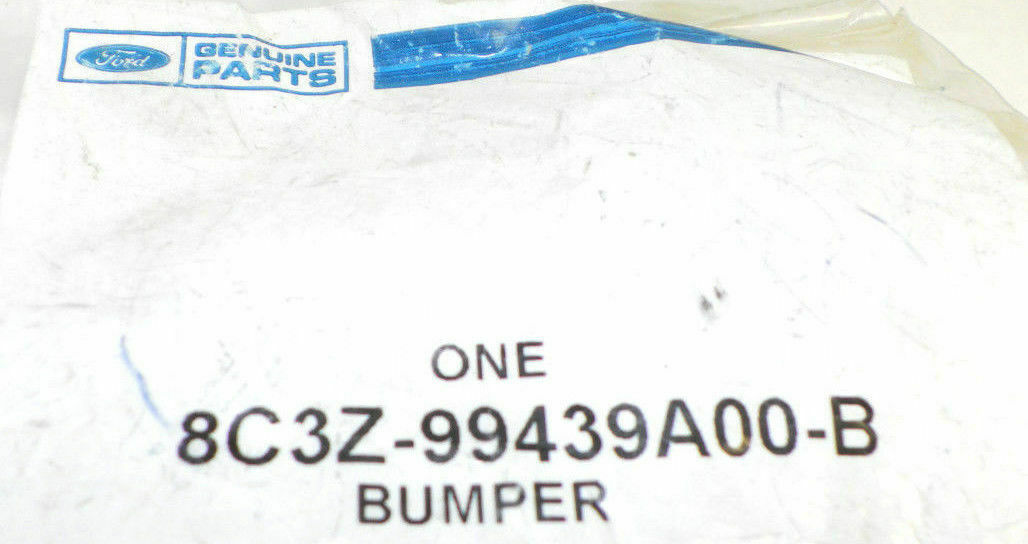 Ford GENUINE
PARTS
ONE
8C3Z-99439A00-B
BUMPER